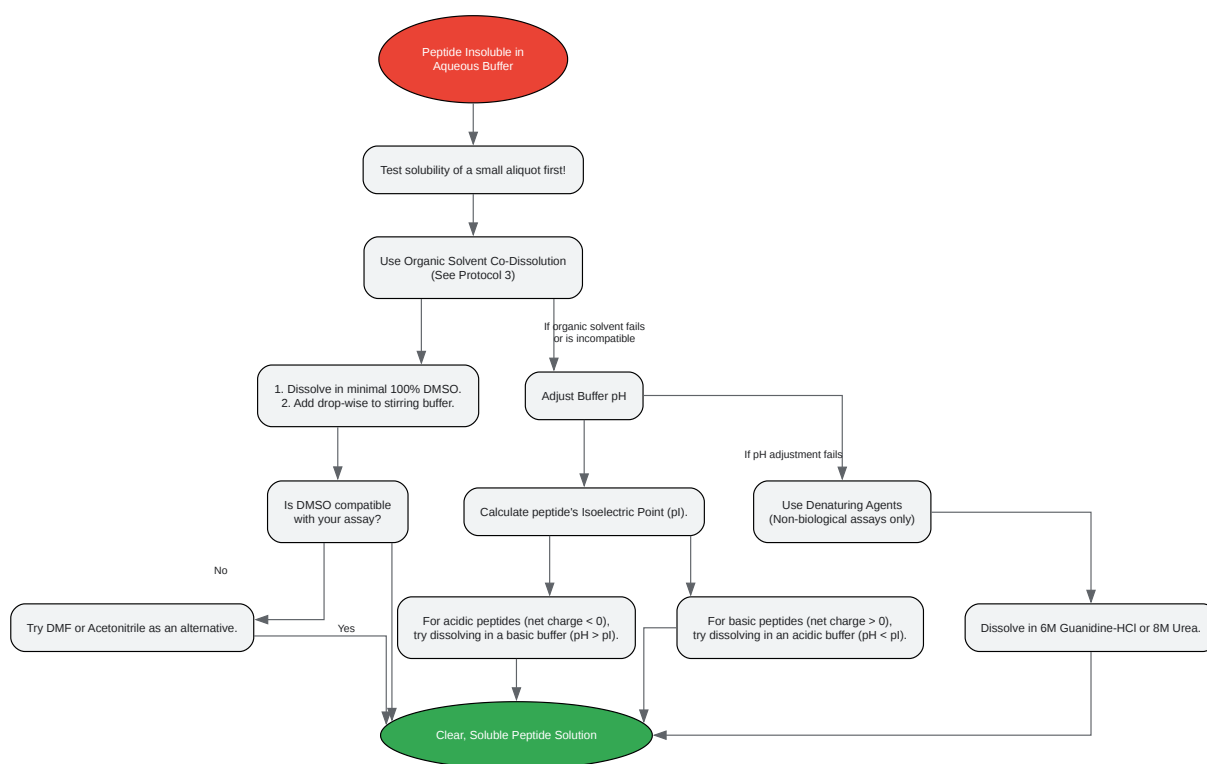 Peptide Insoluble in
Aqueous Buffer
Test solubility of a small aliquot first!
Use Organic Solvent Co-Dissolution
(See Protocol 3)
If organic solvent fails
or is incompatible
1. Dissolve in minimal 100% DMSO.
2. Add drop-wise to stirring buffer.
Adjust Buffer pH
If pH adjustment fails
Is DMSO compatible
with your assay?
Calculate peptide's Isoelectric Point (pI).
Use Denaturing Agents
(Non-biological assays only)
No
Try DMF or Acetonitrile as an alternative.
Yes
For acidic peptides (net charge < 0),
try dissolving in a basic buffer (pH > pI).
For basic peptides (net charge > 0),
try dissolving in an acidic buffer (pH < pI).
Dissolve in 6M Guanidine-HCl or 8M Urea.
Clear, Soluble Peptide Solution